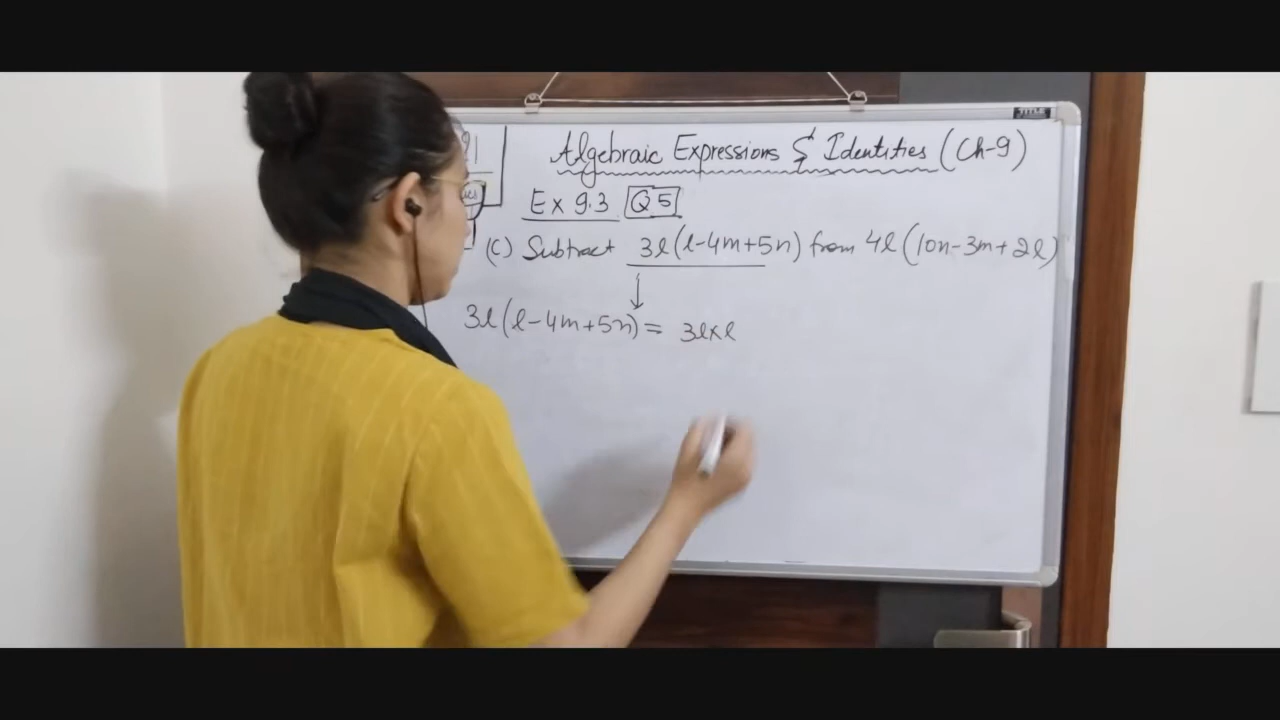 Algebraic Expressions & Identities (Ch-9)
Ex 9.3 Q5
(C) Subtract 3l(l-4m+5n) from 4l(10n-3m+2l)
3l(l-4m+5n) = 3l×l